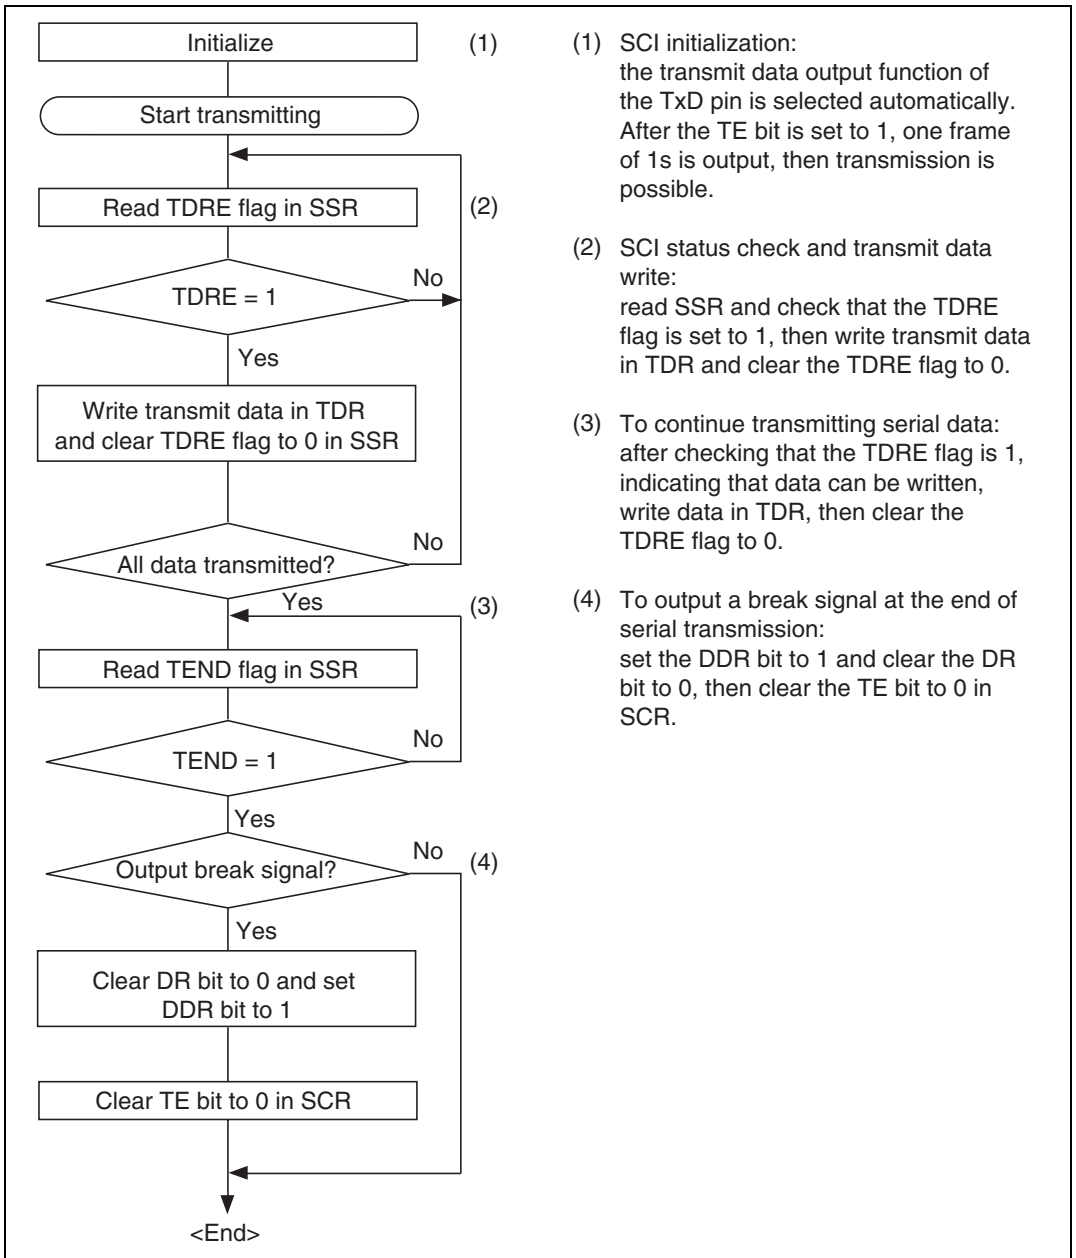 Initialize
(1)
Start transmitting
Read TDRE flag in SSR
(2)
TDRE = 1
No
Yes
Write transmit data in TDR
and clear TDRE flag to 0 in SSR
All data transmitted?
No
Yes
(3)
Read TEND flag in SSR
TEND = 1
No
Yes
Output break signal?
No
(4)
Yes
Clear DR bit to 0 and set
DDR bit to 1
Clear TE bit to 0 in SCR
<End>
(1) SCI initialization:
the transmit data output function of
the TxD pin is selected automatically.
After the TE bit is set to 1, one frame
of 1s is output, then transmission is
possible.
(2) SCI status check and transmit data
write:
read SSR and check that the TDRE
flag is set to 1, then write transmit data
in TDR and clear the TDRE flag to 0.
(3) To continue transmitting serial data:
after checking that the TDRE flag is 1,
indicating that data can be written,
write data in TDR, then clear the
TDRE flag to 0.
(4) To output a break signal at the end of
serial transmission:
set the DDR bit to 1 and clear the DR
bit to 0, then clear the TE bit to 0 in
SCR.